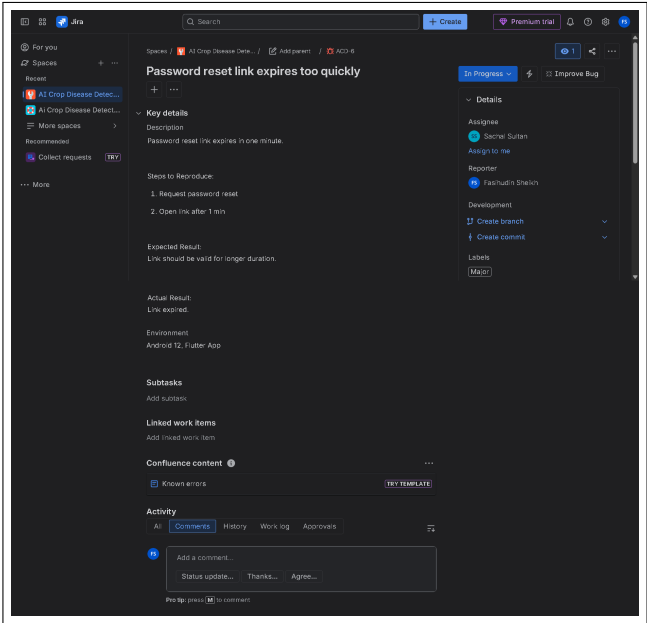 Jira
Search
+ Create
Premium trial
FS
For you
Spaces
Recent
AI Crop Disease Detec...
Ai Crop Disease Detect...
More spaces
Recommended
Collect requests TRY
More
Spaces / AI Crop Disease Dete... / Add parent / ACD-6
1
Password reset link expires too quickly
In Progress
Improve Bug
Key details
Description
Password reset link expires in one minute.
Steps to Reproduce:
1. Request password reset
2. Open link after 1 min
Expected Result:
Link should be valid for longer duration.
Actual Result:
Link expired.
Environment
Android 12, Flutter App
Subtasks
Add subtask
Linked work items
Add linked work item
Confluence content
Known errors TRY TEMPLATE
Activity
All Comments History Work log Approvals
FS
Add a comment...
Status update... Thanks... Agree...
Pro tip: press M to comment
Details
Assignee
SS Sachal Sultan
Assign to me
Reporter
FS Fasihudin Sheikh
Development
Create branch
Create commit
Labels
Major